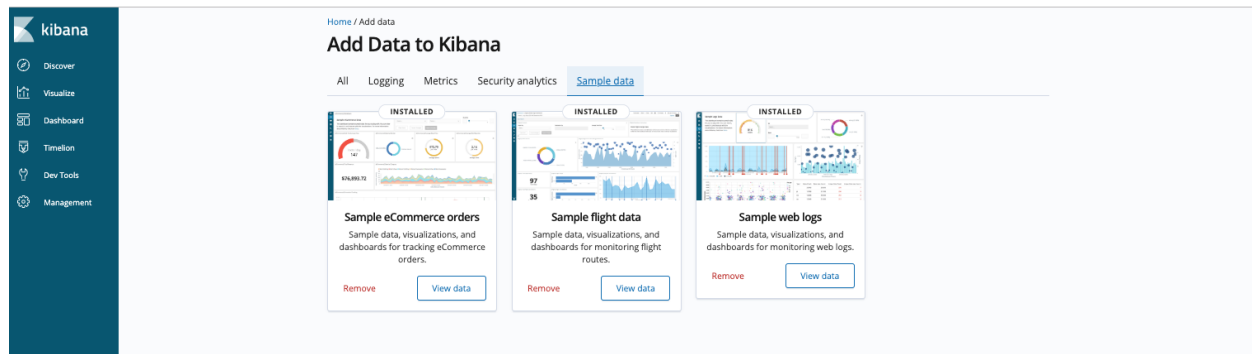 kibana
Discover
Visualize
Dashboard
Timelion
Dev Tools
Management
Home / Add data
Add Data to Kibana
All Logging Metrics Security analytics Sample data
INSTALLED
97
35
Sample eCommerce orders
Sample data, visualizations, and
dashboards for tracking eCommerce
orders.
Remove View data
INSTALLED
Sample flight data
Sample data, visualizations, and
dashboards for monitoring flight
routes.
Remove View data
INSTALLED
Sample web logs
Sample data, visualizations, and
dashboards for monitoring web logs.
Remove View data